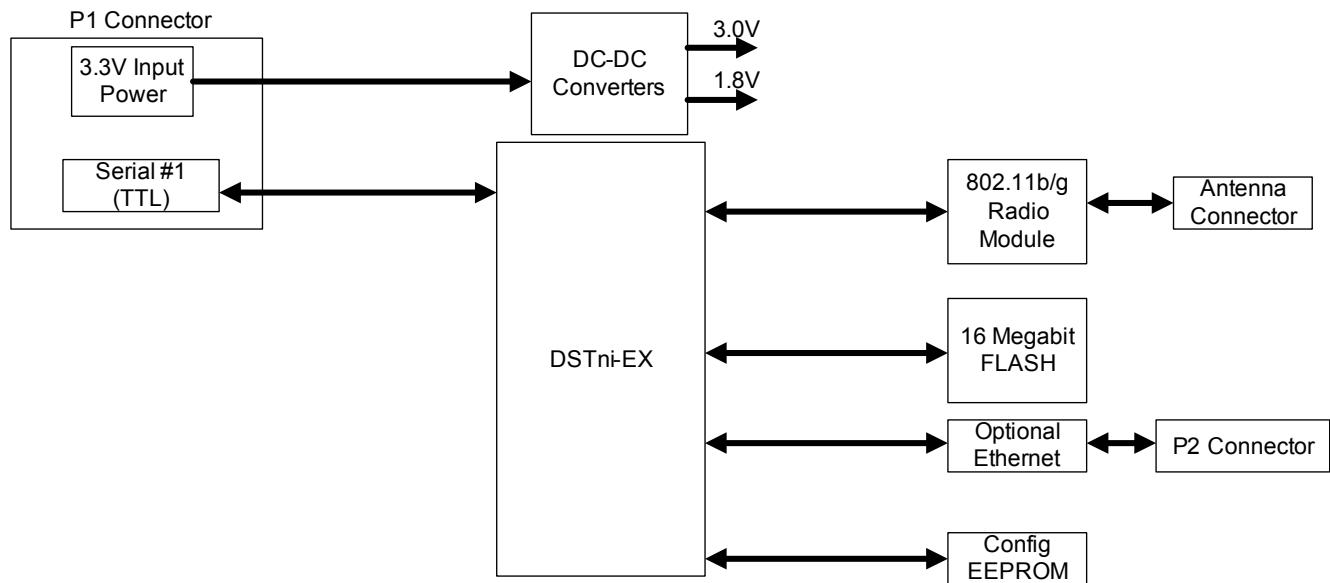 P1 Connector
3.3V Input
Power
Serial #1
(TTL)
DC-DC
Converters
3.0V
1.8V
DSTni-EX
802.11b/g
Radio
Module
Antenna
Connector
16 Megabit
FLASH
Optional
Ethernet
P2 Connector
Config
EEPROM